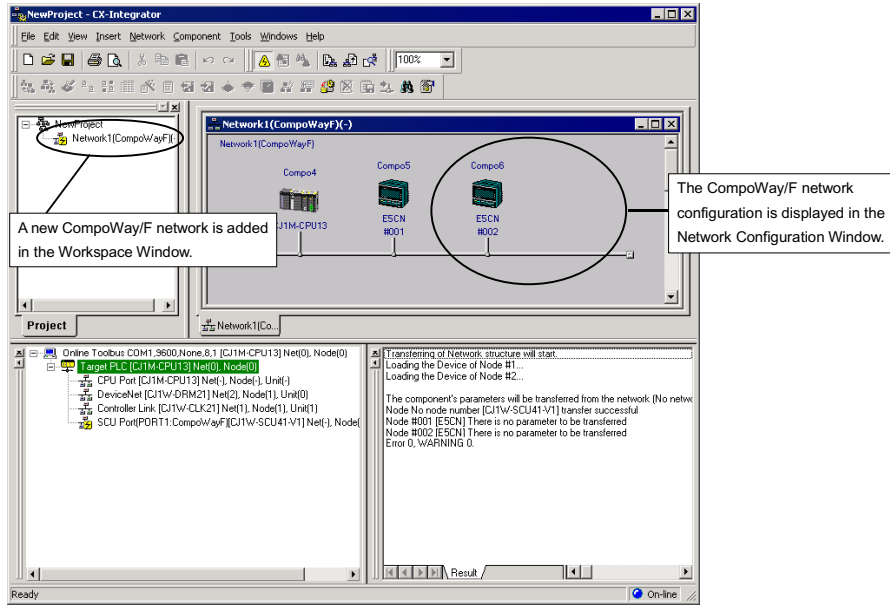 NewProject - CX-Integrator
File Edit View Insert Network Component Tools Windows Help
100%
NewProject
Network1(CompoWayF)(-
Project
Network1(CompoWayF)(-)
Network1(CompoWayF)
Compo4
CJ1M-CPU13
Compo5
E5CN
#001
Compo6
E5CN
#002
Network1(Co...
A new CompoWay/F network is added
in the Workspace Window.
The CompoWay/F network
configuration is displayed in the
Network Configuration Window.
Online Toolbus COM1,9600,None,8,1 [CJ1M-CPU13] Net(0), Node(0)
Target PLC [CJ1M-CPU13] Net(0), Node(0)
CPU Port [CJ1M-CPU13] Net(-), Node(-), Unit(-)
DeviceNet [CJ1W-DRM21] Net(2), Node(1), Unit(0)
Controller Link [CJ1W-CLK21] Net(1), Node(1), Unit(1)
SCU Port(PORT1:CompoWayF)[CJ1W-SCU41-V1] Net(-), Node(
Transferring of Network structure will start.
Loading the Device of Node #1...
Loading the Device of Node #2...
The component's parameters will be transferred from the network (No netwo
Node No node number [CJ1W-SCU41-V1] transfer successful
Node #001 [E5CN] There is no parameter to be transferred
Node #002 [E5CN] There is no parameter to be transferred
Error 0, WARNING 0.
Result
Ready
On-line